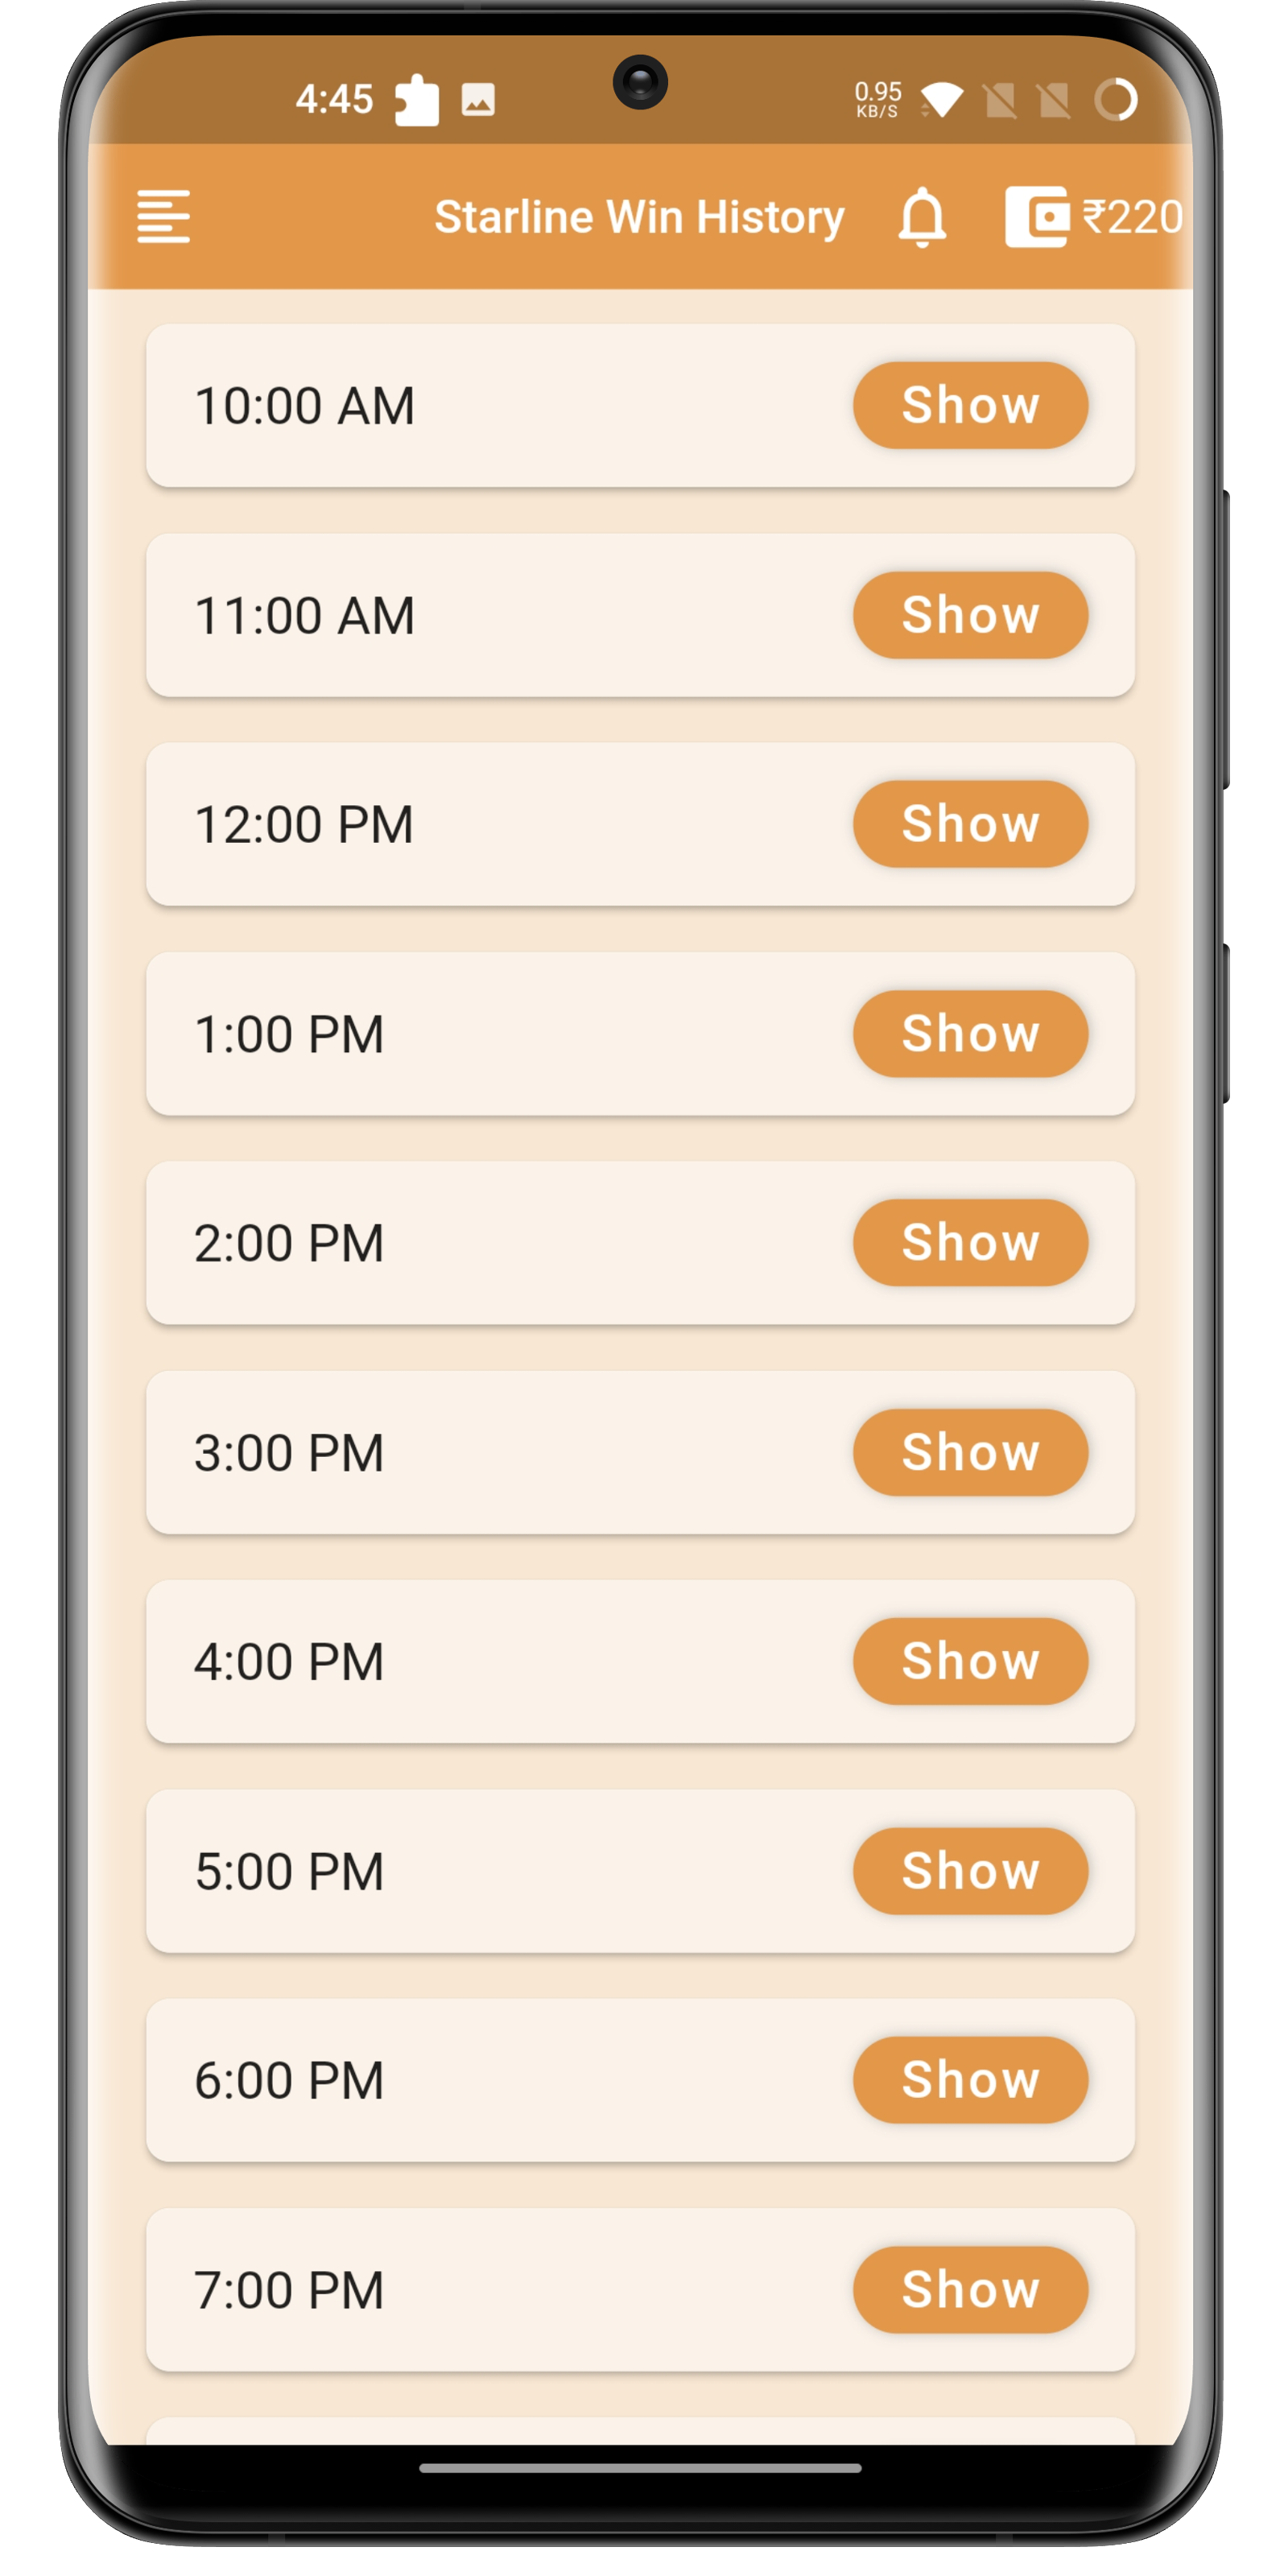 4:45 0.95 KB/S
Starline Win History ₹220
10:00 AM Show
11:00 AM Show
12:00 PM Show
1:00 PM Show
2:00 PM Show
3:00 PM Show
4:00 PM Show
5:00 PM Show
6:00 PM Show
7:00 PM Show